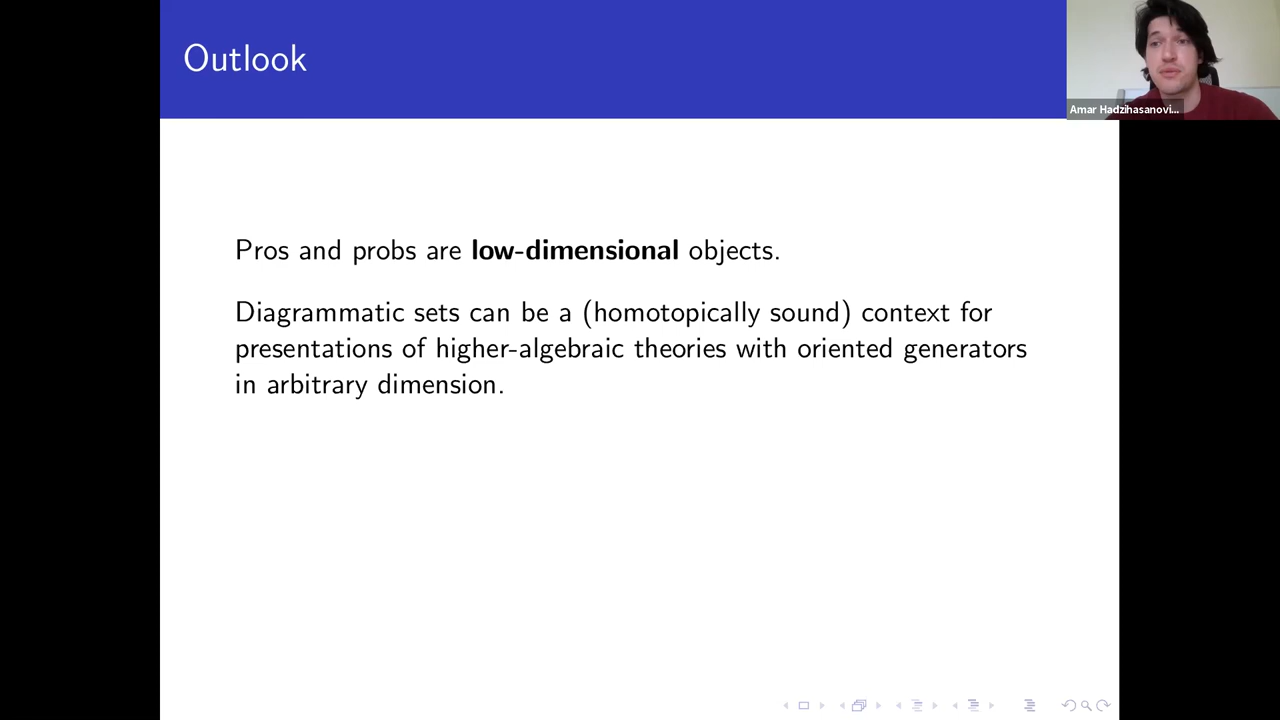 Outlook
Amar Hadzihasanovi...
Pros and probs are low-dimensional objects.
Diagrammatic sets can be a (homotopically sound) context for
presentations of higher-algebraic theories with oriented generators
in arbitrary dimension.